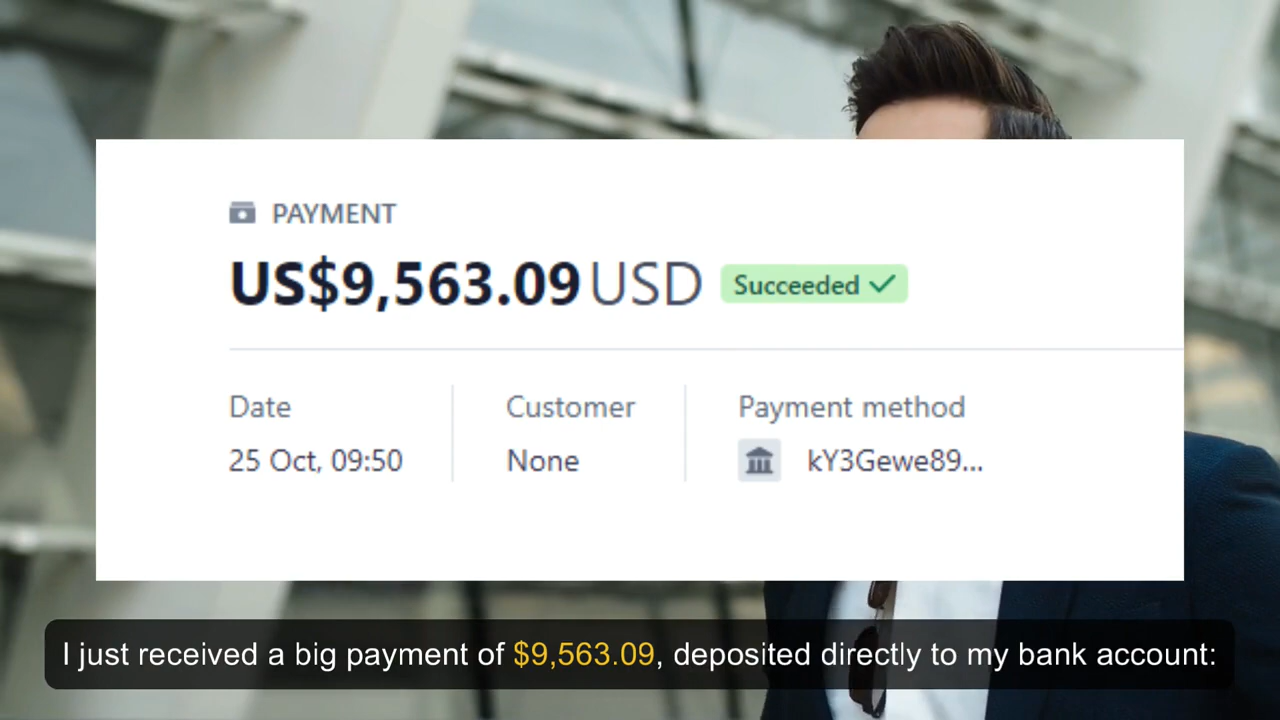 PAYMENT
US$9,563.09 USD Succeeded
Date Customer Payment method
25 Oct, 09:50 None kY3Gewe89...
I just received a big payment of $9,563.09, deposited directly to my bank account: